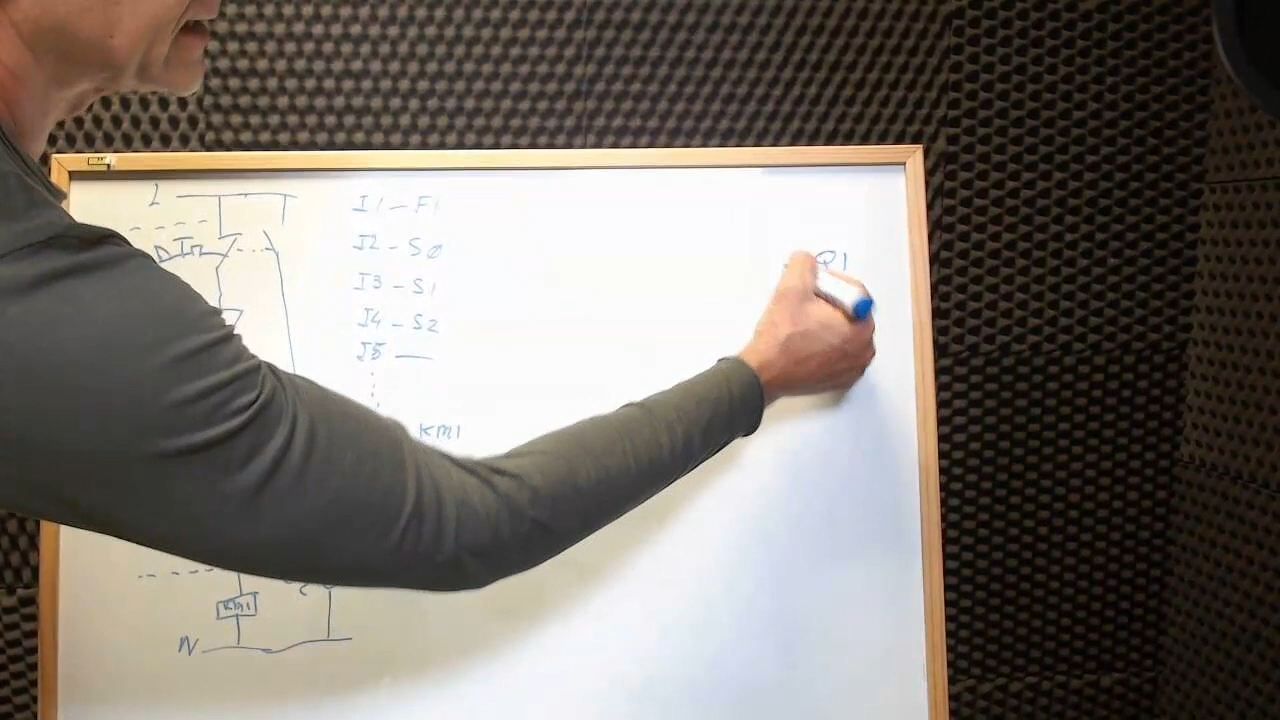 L
I1 - F1
I2 - S0
I3 - S1
I4 - S2
I5 —
KM1
Q1
KM1
N